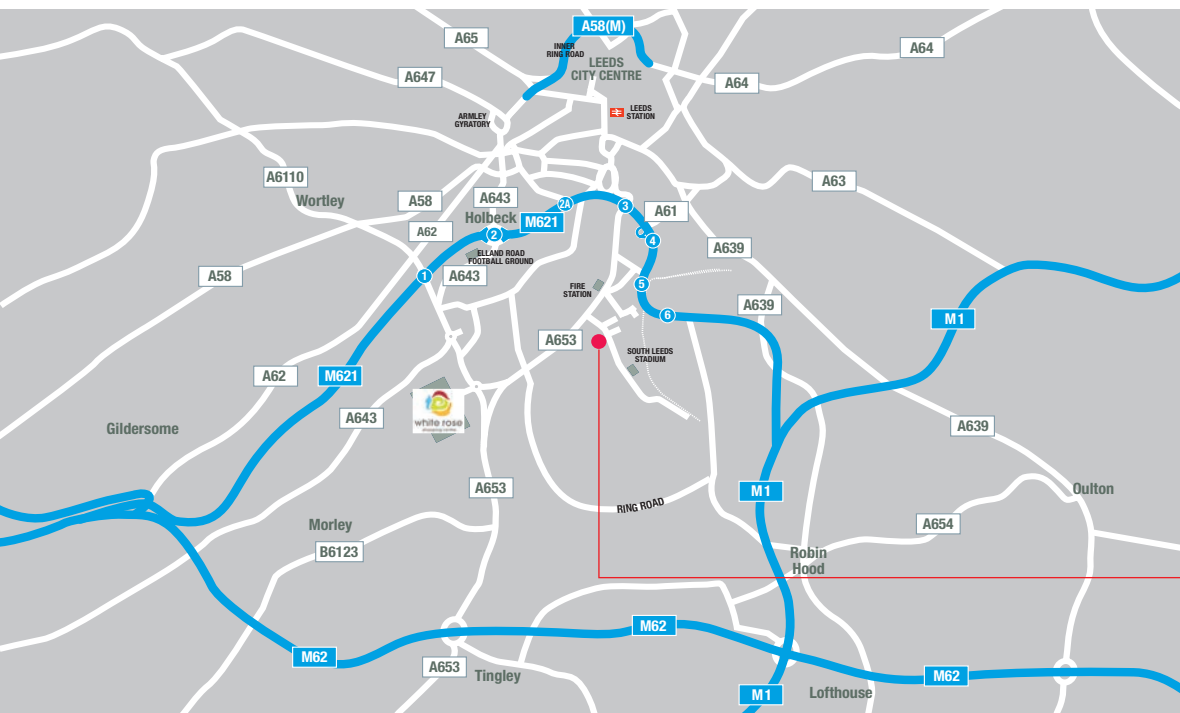 A58(M)
A65
INNER
RING ROAD
A64
LEEDS
CITY CENTRE
A647
A64
LEEDS
STATION
ARMLEY
GYRATORY
A6110
A63
Wortley
A58
A643
2A
3
A61
Holbeck
M621
A62
2
4
A639
ELLAND ROAD
FOOTBALL GROUND
A58
1
A643
5
FIRE
STATION
A639
6
M1
A653
SOUTH LEEDS
STADIUM
A62
M621
white rose
shopping centre
A643
Gildersome
A639
A653
M1
Oulton
RING ROAD
Morley
A654
B6123
Robin
Hood
M62
M62
A653
Tingley
M62
M1
Lofthouse